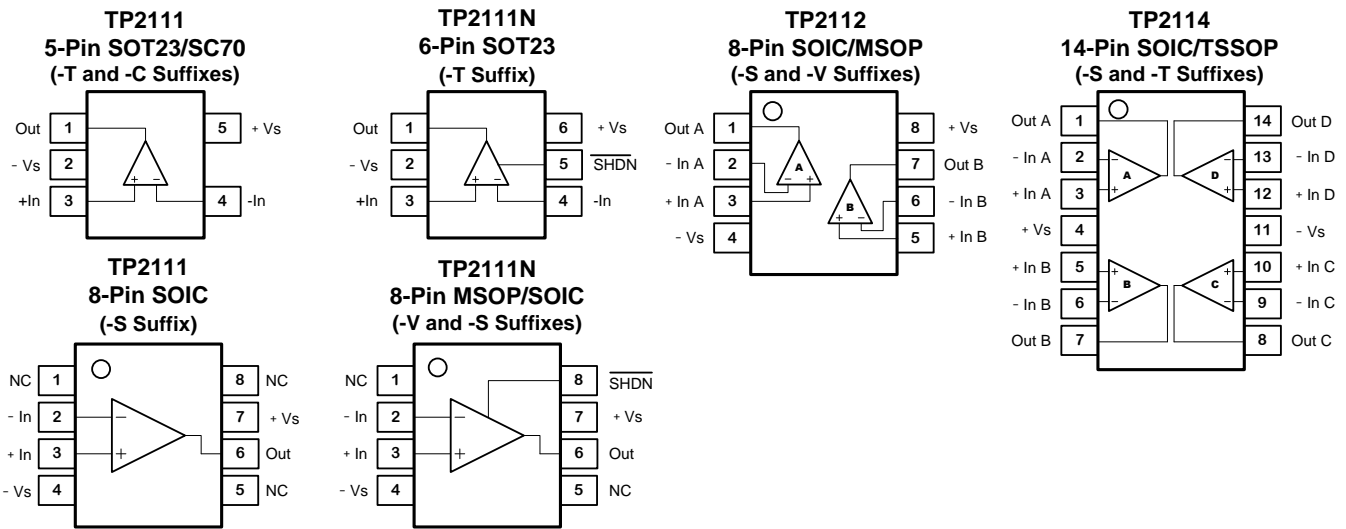 TP2111
5-Pin SOT23/SC70
(-T and -C Suffixes)
Out 1
5 + Vs
- Vs 2
+In 3
4 -In
+ -
TP2111N
6-Pin SOT23
(-T Suffix)
Out 1
6 + Vs
- Vs 2
5 SHDN
+In 3
4 -In
+ -
TP2112
8-Pin SOIC/MSOP
(-S and -V Suffixes)
Out A 1
8 + Vs
- In A 2
7 Out B
+ In A 3
6 - In B
- Vs 4
5 + In B
A
- +
B
+ -
TP2114
14-Pin SOIC/TSSOP
(-S and -T Suffixes)
Out A 1
14 Out D
- In A 2
13 - In D
+ In A 3
12 + In D
+ Vs 4
11 - Vs
+ In B 5
10 + In C
- In B 6
9 - In C
Out B 7
8 Out C
- A +
- D +
+ B -
+ C -
TP2111
8-Pin SOIC
(-S Suffix)
NC 1
8 NC
- In 2
7 + Vs
+ In 3
6 Out
- Vs 4
5 NC
-
+
TP2111N
8-Pin MSOP/SOIC
(-V and -S Suffixes)
NC 1
8 SHDN
- In 2
7 + Vs
+ In 3
6 Out
- Vs 4
5 NC
-
+